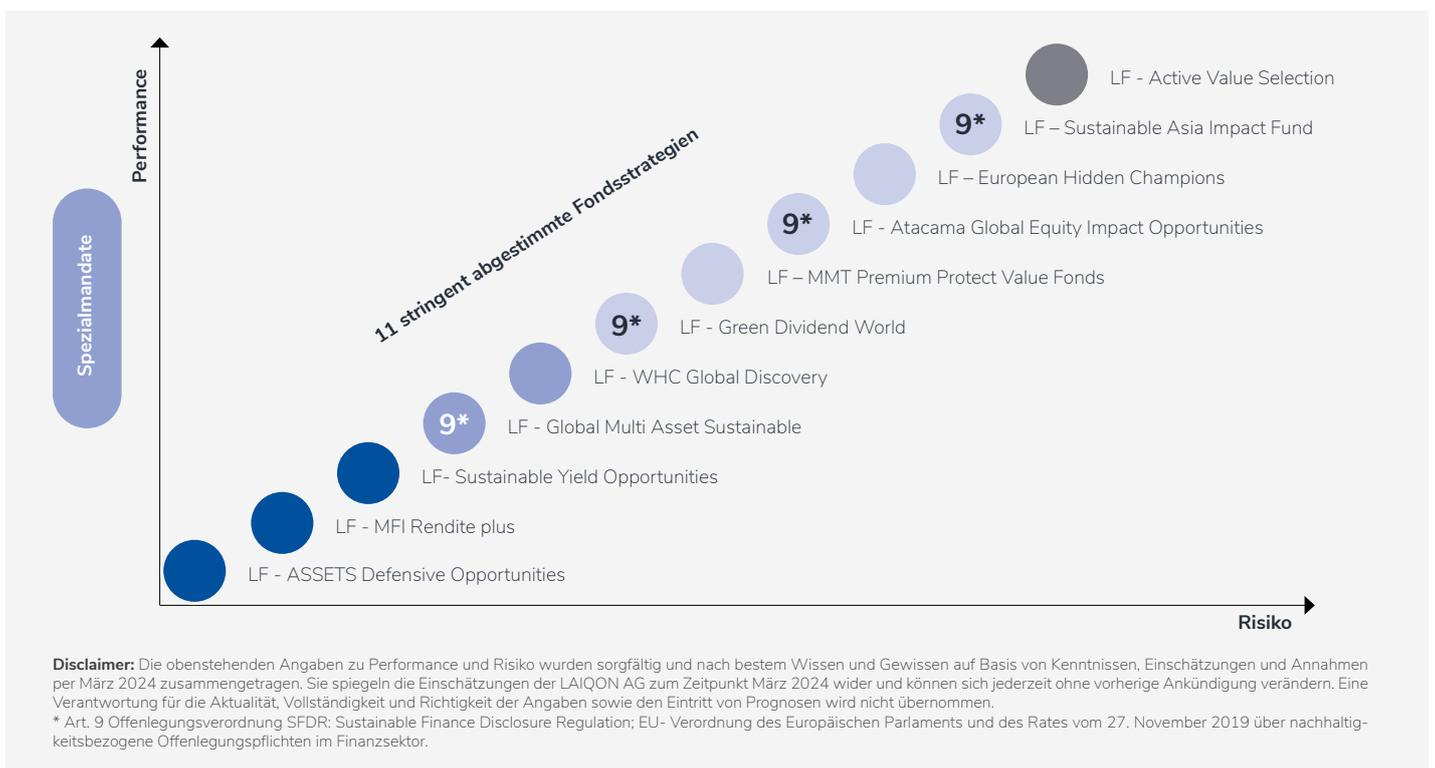 Performance
Spezialmandate
11 stringent abgestimmte Fondsstrategien
LF - Active Value Selection
9*
LF – Sustainable Asia Impact Fund
LF – European Hidden Champions
9*
LF - Atacama Global Equity Impact Opportunities
LF – MMT Premium Protect Value Fonds
9*
LF - Green Dividend World
LF - WHC Global Discovery
9*
LF - Global Multi Asset Sustainable
LF- Sustainable Yield Opportunities
LF - MFI Rendite plus
LF - ASSETS Defensive Opportunities
Risiko
Disclaimer: Die obenstehenden Angaben zu Performance und Risiko wurden sorgfältig und nach bestem Wissen und Gewissen auf Basis von Kenntnissen, Einschätzungen und Annahmen
per März 2024 zusammengetragen. Sie spiegeln die Einschätzungen der LAIQON AG zum Zeitpunkt März 2024 wider und können sich jederzeit ohne vorherige Ankündigung verändern. Eine
Verantwortung für die Aktualität, Vollständigkeit und Richtigkeit der Angaben sowie den Eintritt von Prognosen wird nicht übernommen.
* Art. 9 Offenlegungsverordnung SFDR: Sustainable Finance Disclosure Regulation; EU- Verordnung des Europäischen Parlaments und des Rates vom 27. November 2019 über nachhaltig-
keitsbezogene Offenlegungspflichten im Finanzsektor.